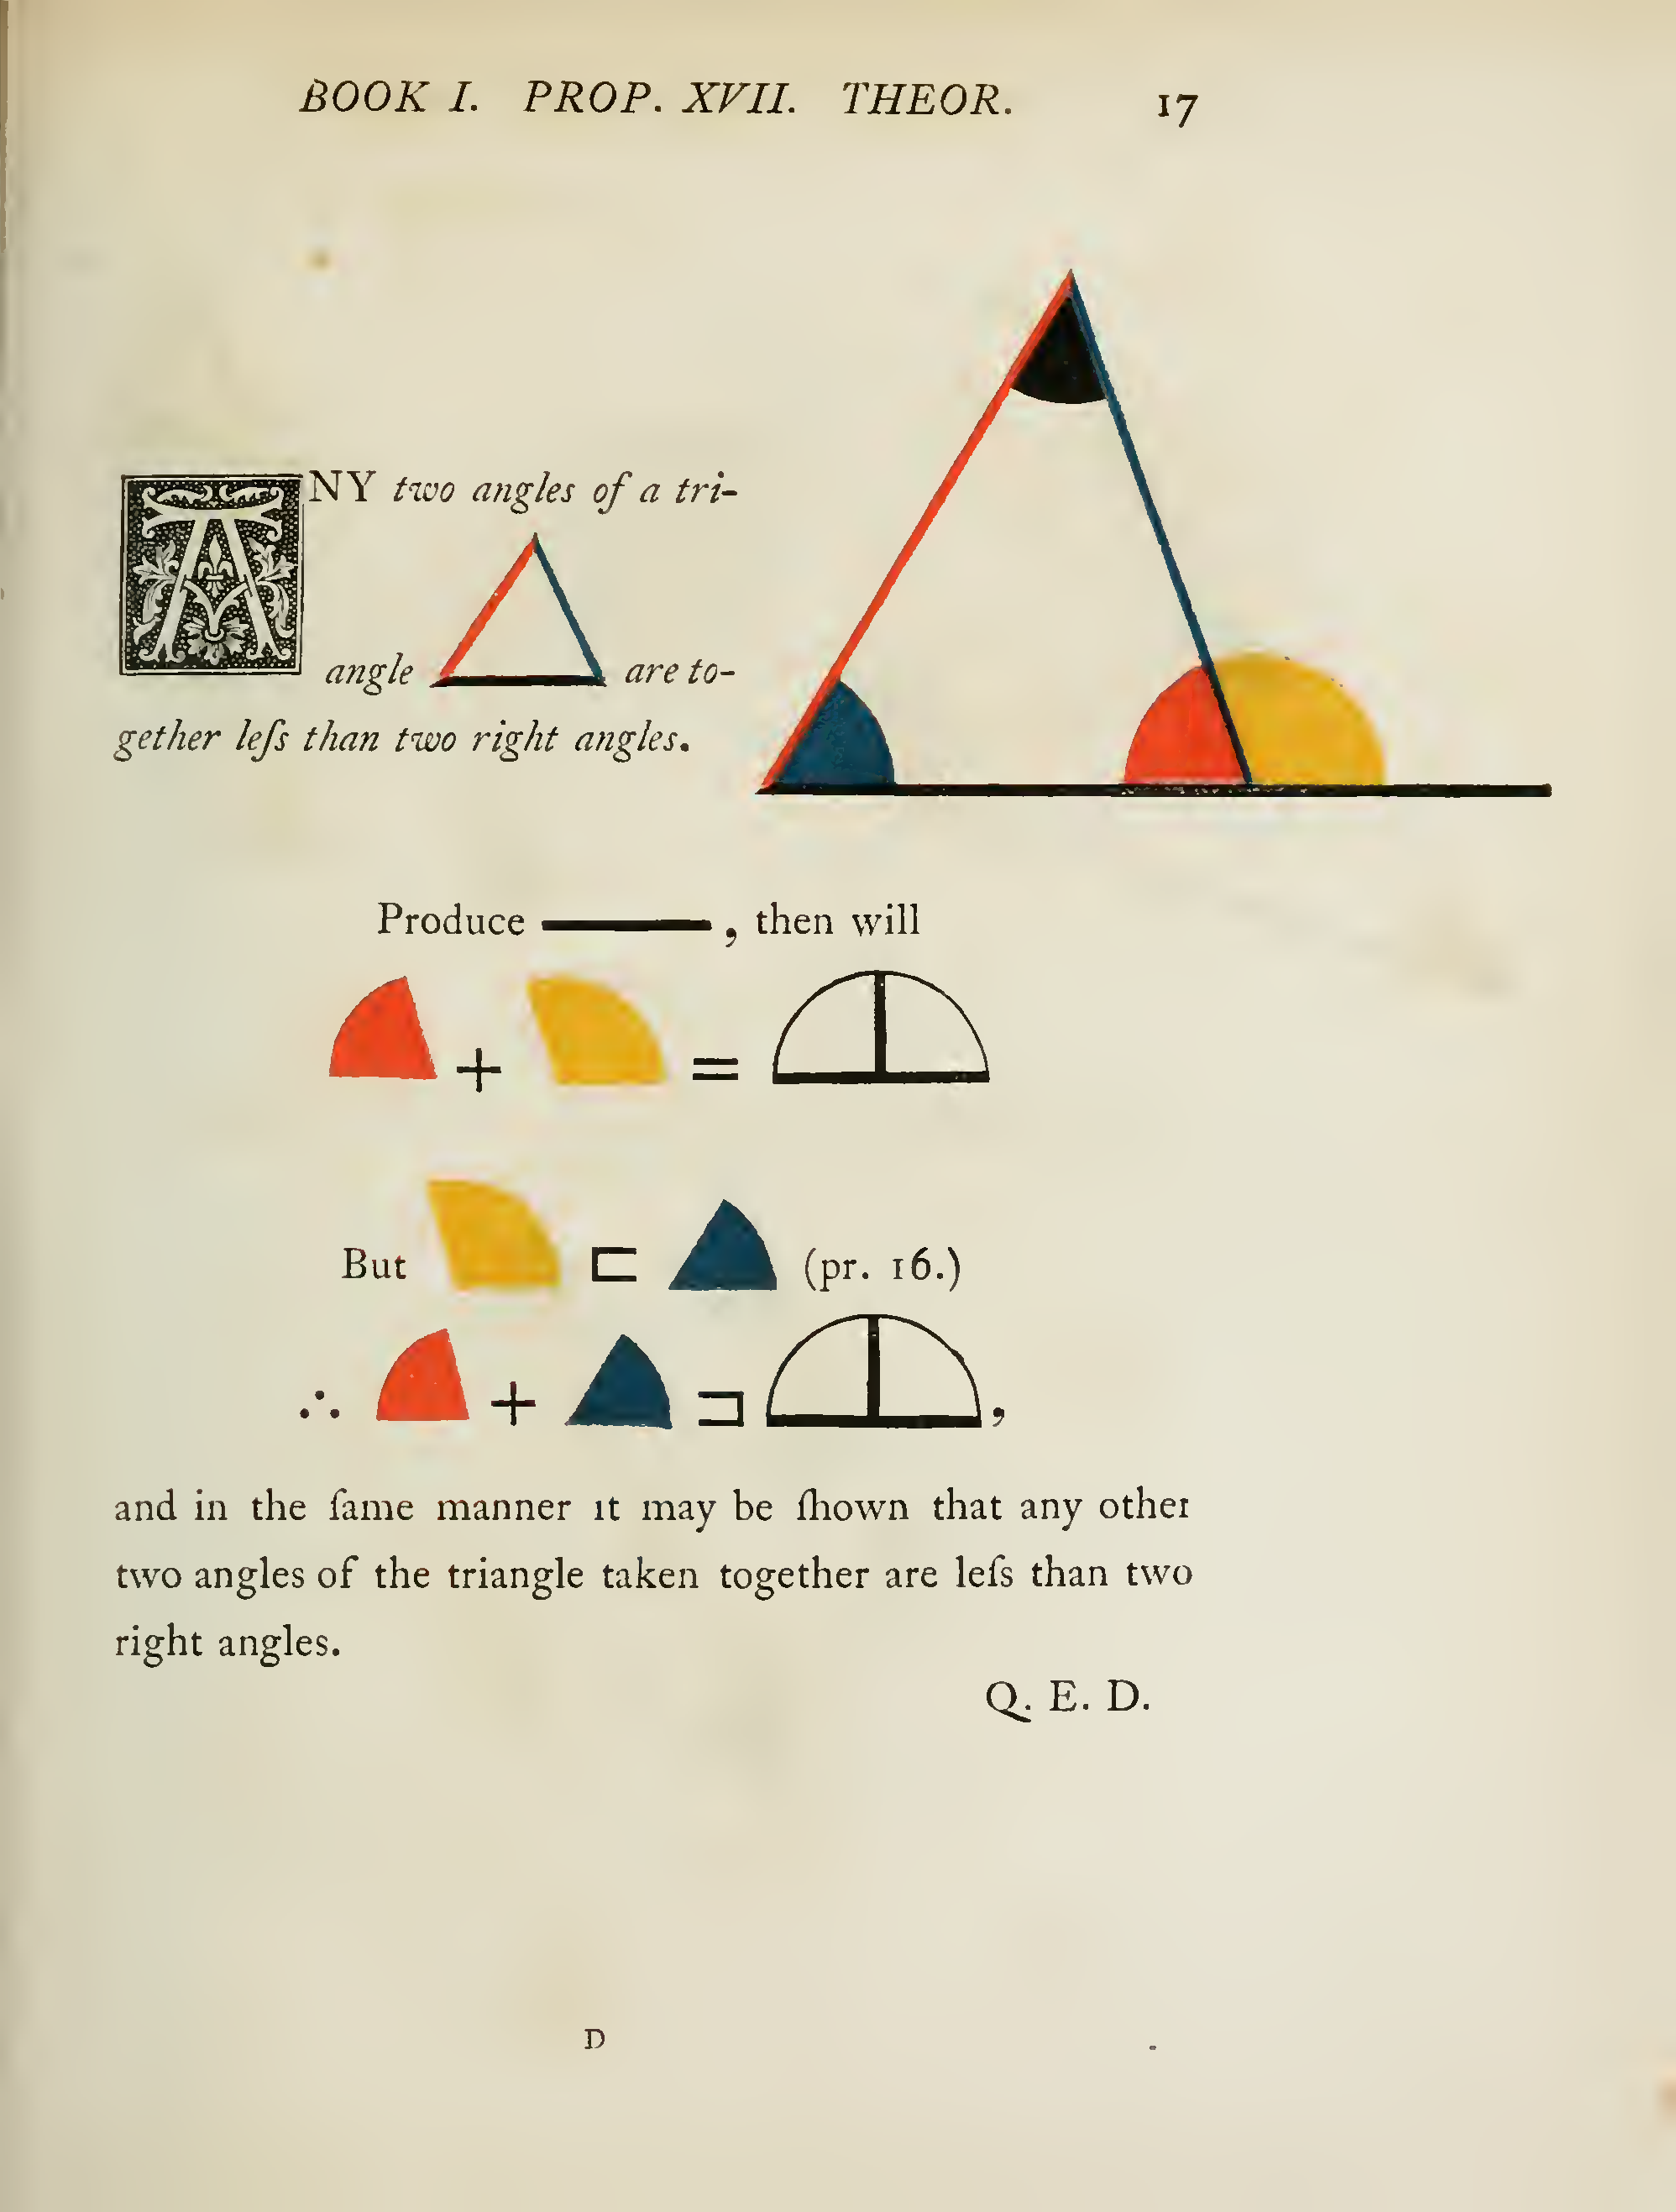 BOOK I. PROP. XVII. THEOR. 17
ANY two angles of a tri-
angle are to-
gether leſs than two right angles.
Produce , then will
+ =
But ⊏ (pr. 16.)
∴ + ⊐ ,
and in the ſame manner it may be ſhown that any other
two angles of the triangle taken together are leſs than two
right angles.
Q. E. D.
D